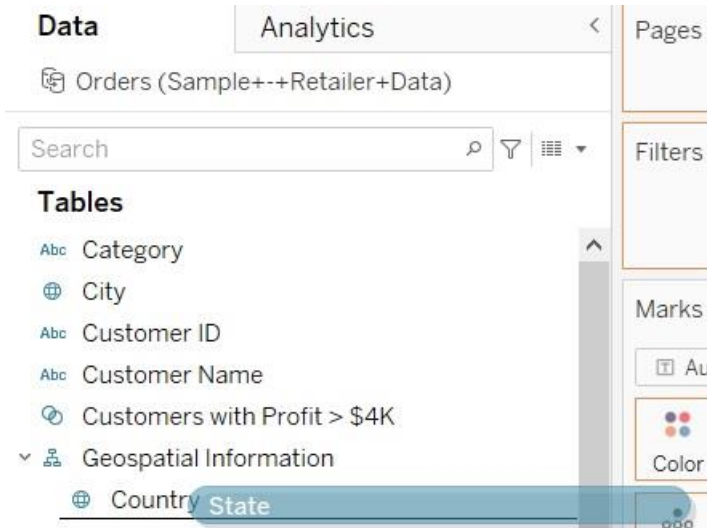 Data
Analytics
Orders (Sample+-+Retailer+Data)
Search
Tables
Abc Category
City
Abc Customer ID
Abc Customer Name
Customers with Profit > $4K
Geospatial Information
Country
State
Pages
Filters
Marks
T Au
Color